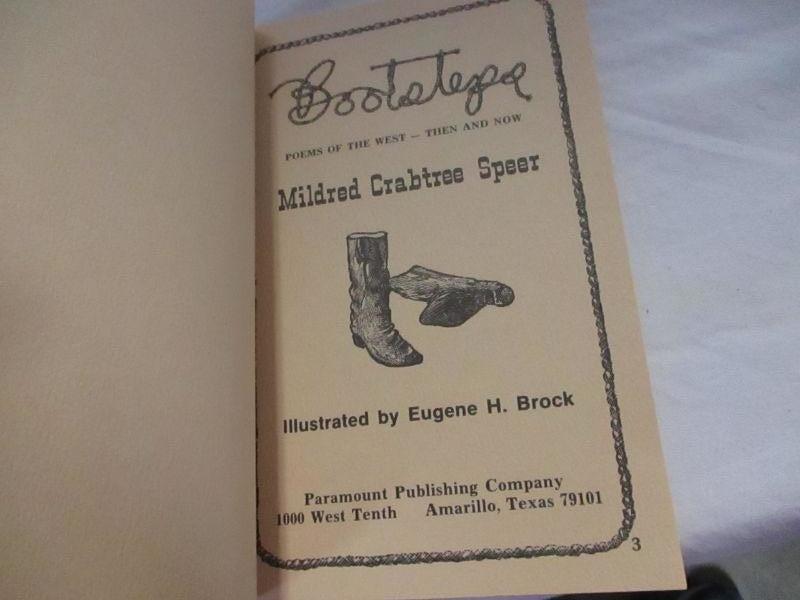 Bootsteps
POEMS OF THE WEST — THEN AND NOW
Mildred Crabtree Speer
Illustrated by Eugene H. Brock
Paramount Publishing Company
1000 West Tenth Amarillo, Texas 79101
3